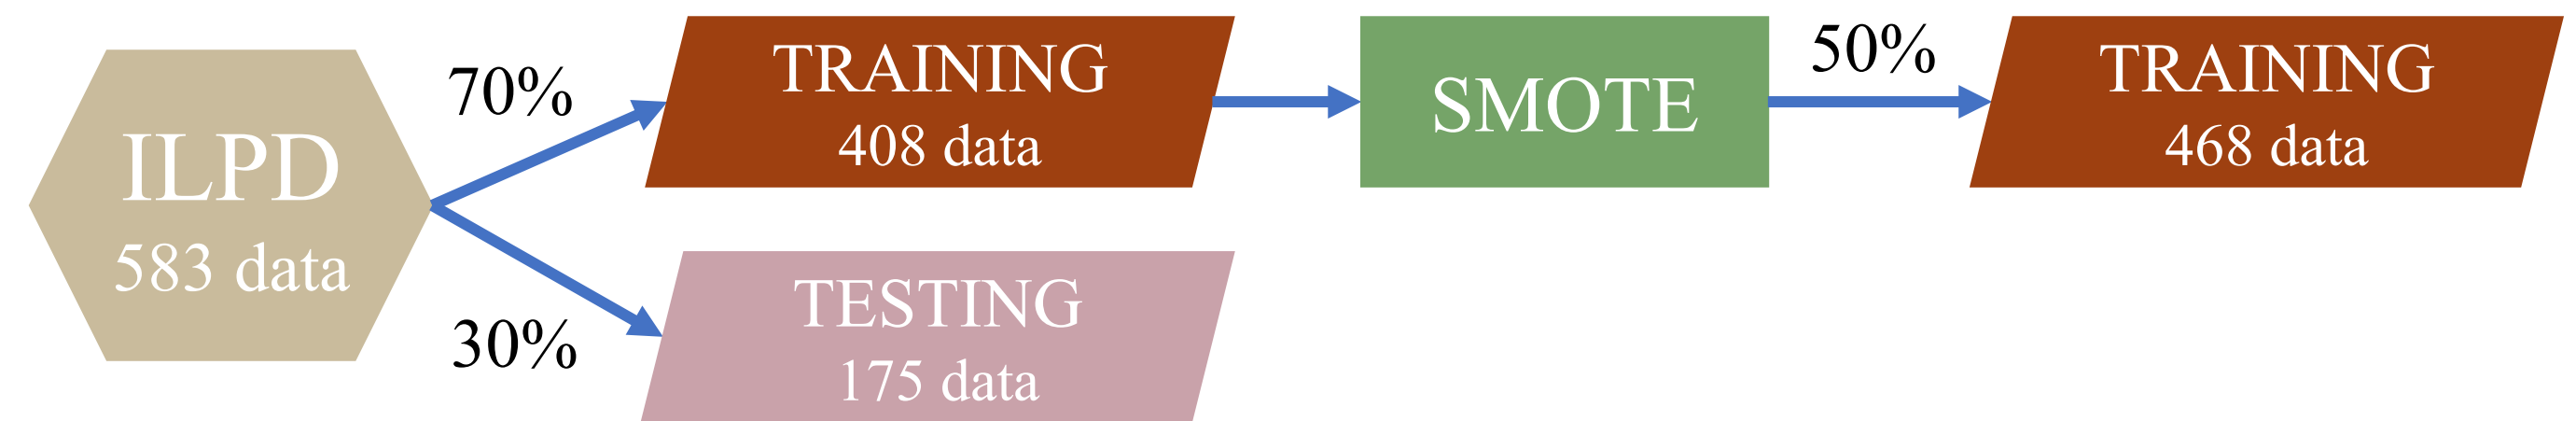 ILPD
583 data
70%
30%
TRAINING
408 data
TESTING
175 data
SMOTE
50%
TRAINING
468 data